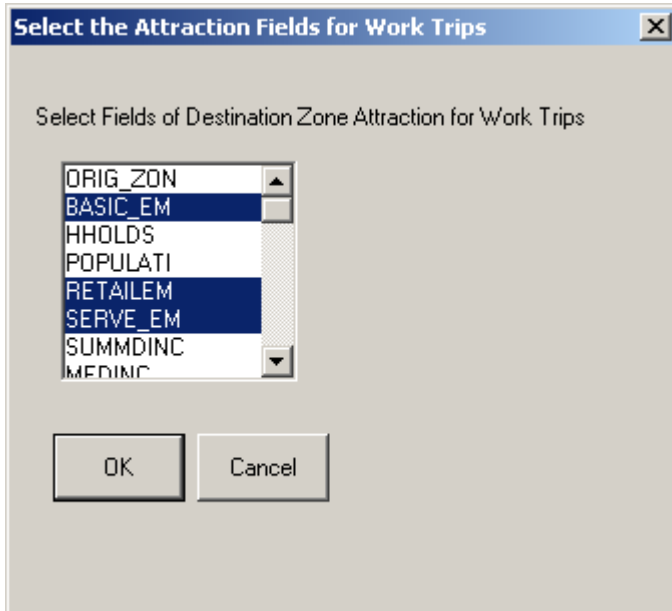 Select the Attraction Fields for Work Trips
Select Fields of Destination Zone Attraction for Work Trips
ORIG_ZON
BASIC_EM
HHOLDS
POPULATI
RETAILEM
SERVE_EM
SUMMDINC
MEDINC
OK
Cancel